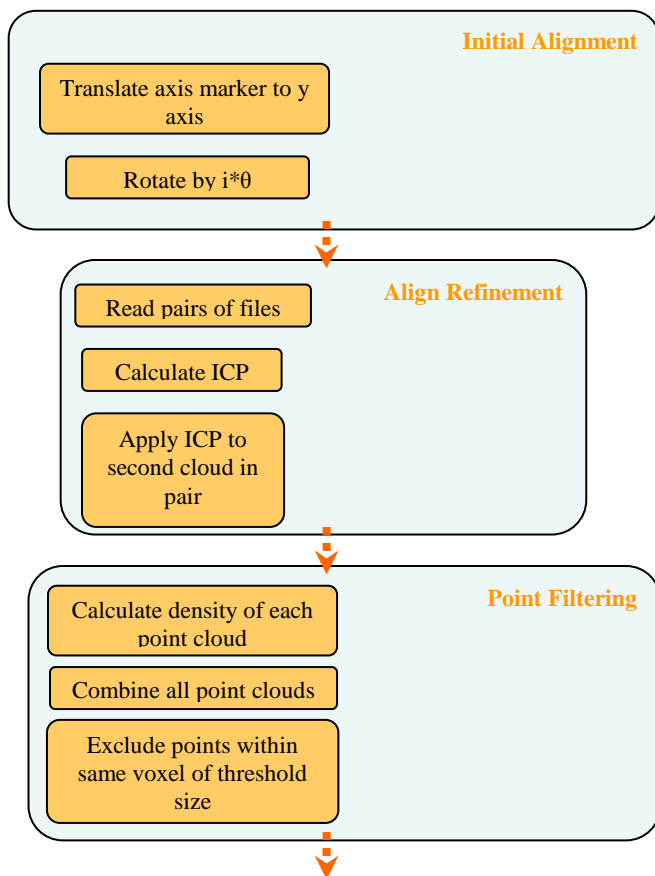 Initial Alignment
Translate axis marker to y
axis
Rotate by i*θ
Align Refinement
Read pairs of files
Calculate ICP
Apply ICP to
second cloud in
pair
Point Filtering
Calculate density of each
point cloud
Combine all point clouds
Exclude points within
same voxel of threshold
size